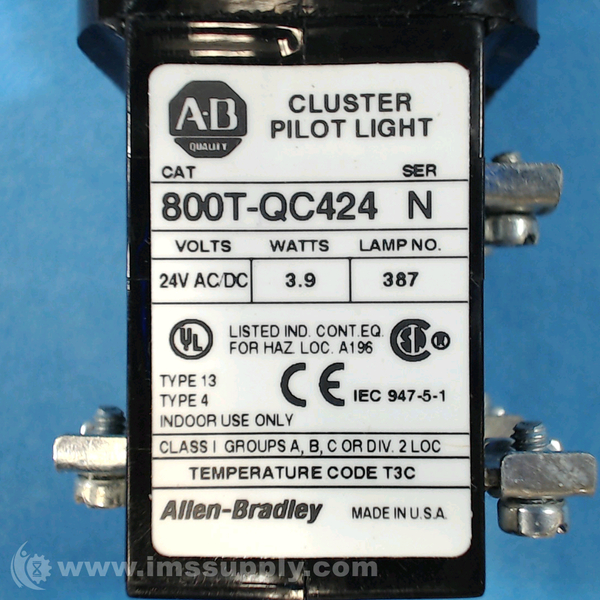 A-B
QUALITY
CLUSTER
PILOT LIGHT
CAT SER
800T-QC424 N
VOLTS WATTS LAMP NO.
24V AC/DC 3.9 387
UL LISTED IND. CONT. EQ.
FOR HAZ. LOC. A196
TYPE 13
TYPE 4
CE IEC 947-5-1
INDOOR USE ONLY
CLASS I GROUPS A, B, C OR DIV. 2 LOC
TEMPERATURE CODE T3C
Allen-Bradley MADE IN U.S.A.
© www.imssupply.com